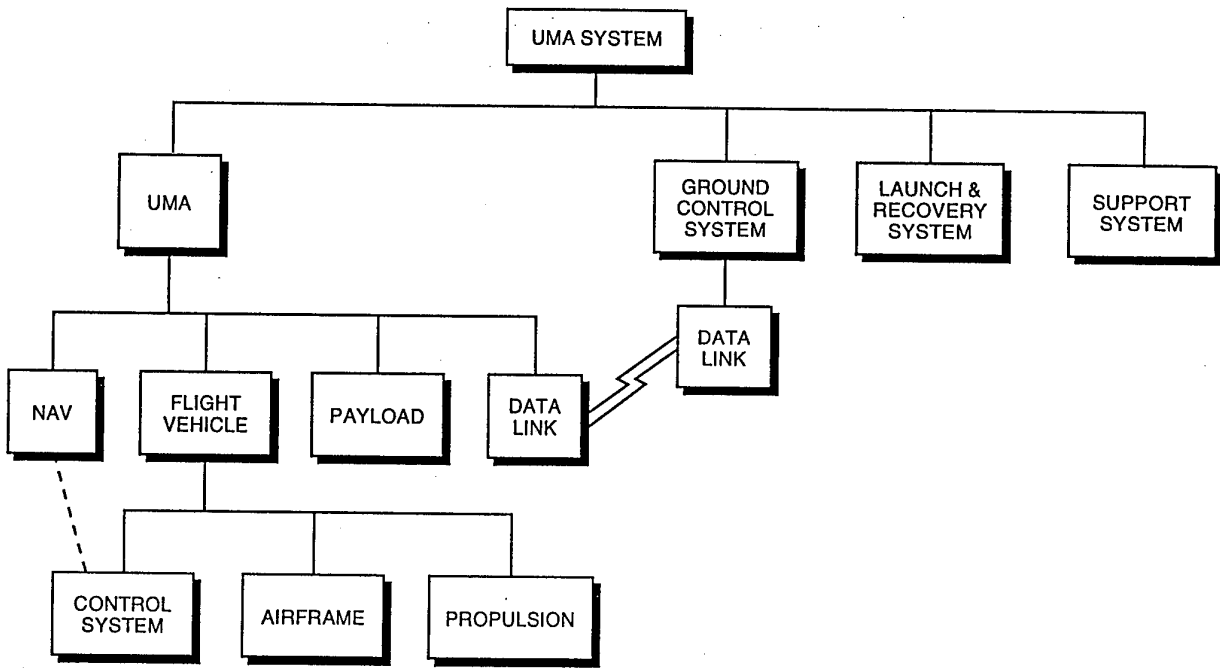 UMA SYSTEM
UMA
GROUND
CONTROL
SYSTEM
LAUNCH &
RECOVERY
SYSTEM
SUPPORT
SYSTEM
DATA
LINK
NAV
FLIGHT
VEHICLE
PAYLOAD
DATA
LINK
CONTROL
SYSTEM
AIRFRAME
PROPULSION